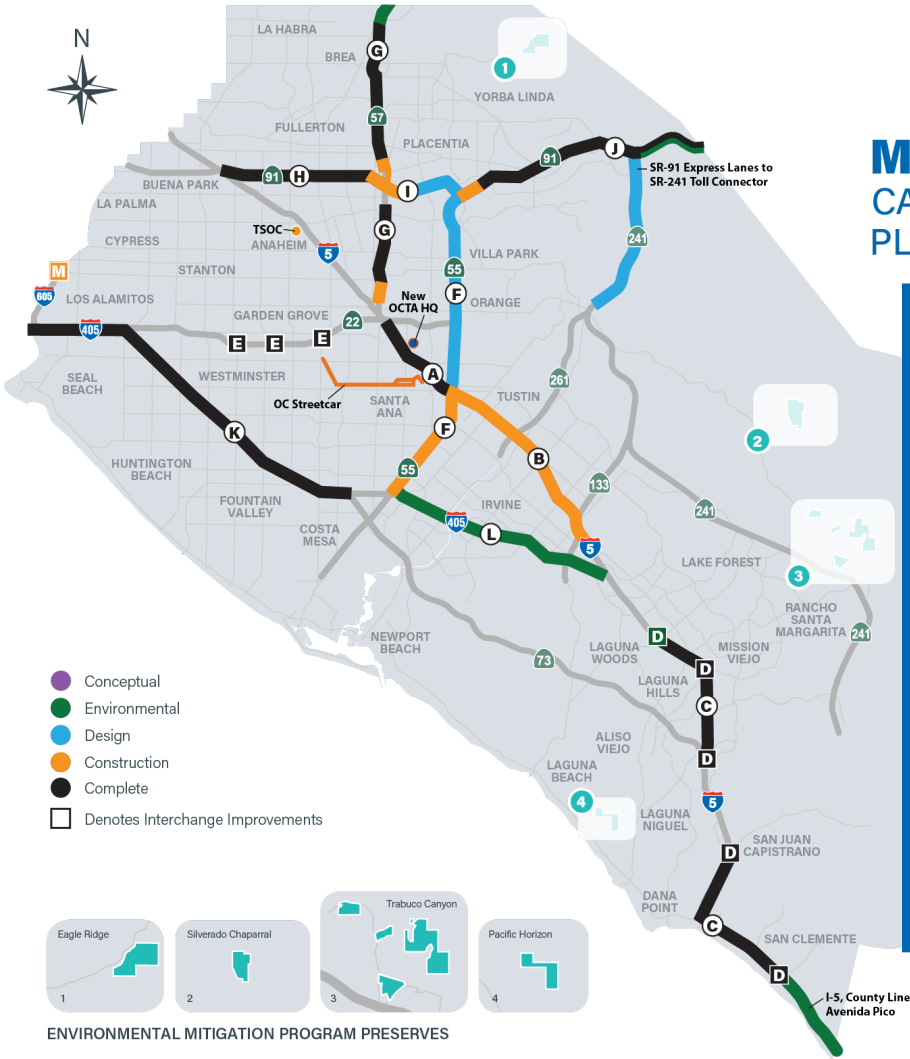 N
LA HABRA
G
BREA
1
YORBA LINDA
57
FULLERTON
PLACENTIA
M
CA
PL
J
91
91
H
SR-91 Express Lanes to
SR-241 Toll Connector
BUENA PARK
I
LA PALMA
TSOC
G
CYPRESS
ANAHEIM
5
241
VILLA PARK
STANTON
55
M
605
LOS ALAMITOS
New
OCTA HQ
F
ORANGE
GARDEN GROVE
22
405
E
E
E
A
261
SEAL
BEACH
WESTMINSTER
OC Streetcar
SANTA
ANA
TUSTIN
2
K
F
B
HUNTINGTON
BEACH
55
133
FOUNTAIN
VALLEY
IRVINE
241
405
COSTA
MESA
L
5
LAKE FOREST
3
RANCHO
SANTA
MARGARITA
241
NEWPORT
BEACH
D
LAGUNA
WOODS
MISSION
VIEJO
73
D
LAGUNA
HILLS
C
Conceptual
Environmental
Design
Construction
Complete
Denotes Interchange Improvements
ALISO
VIEJO
D
LAGUNA
BEACH
4
5
LAGUNA
NIGUEL
D
SAN JUAN
CAPISTRANO
DANA
POINT
C
SAN CLEMENTE
D
I-5, County Line
Avenida Pico
Eagle Ridge
1
Silverado Chaparral
2
Trabuco Canyon
3
Pacific Horizon
4
ENVIRONMENTAL MITIGATION PROGRAM PRESERVES